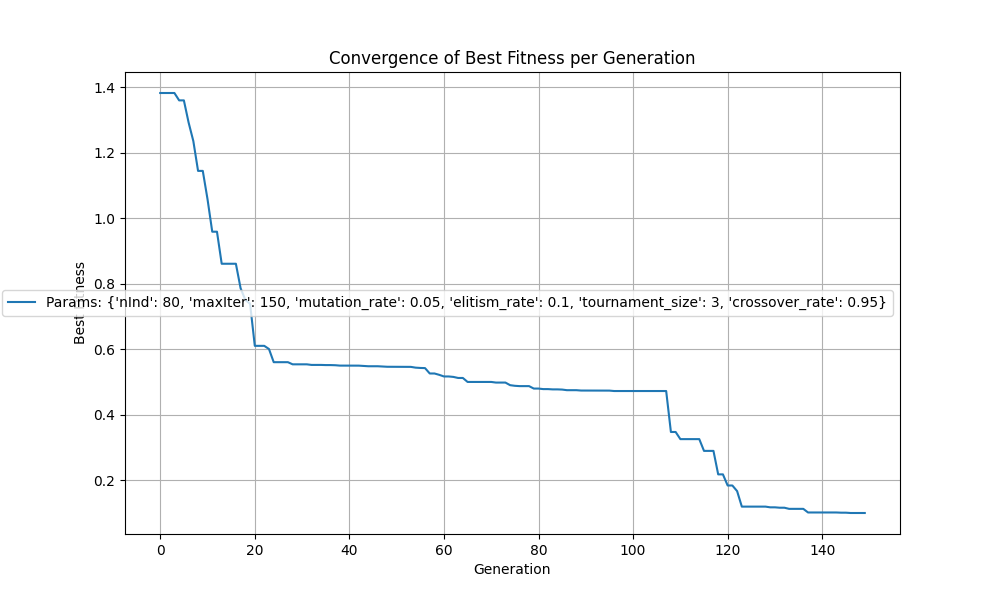 Convergence of Best Fitness per Generation
1.4
1.2
1.0
0.8
0.6
0.4
0.2
Best
ness
Params: {'nInd': 80, 'maxIter': 150, 'mutation_rate': 0.05, 'elitism_rate': 0.1, 'tournament_size': 3, 'crossover_rate': 0.95}
0 20 40 60 80 100 120 140
Generation